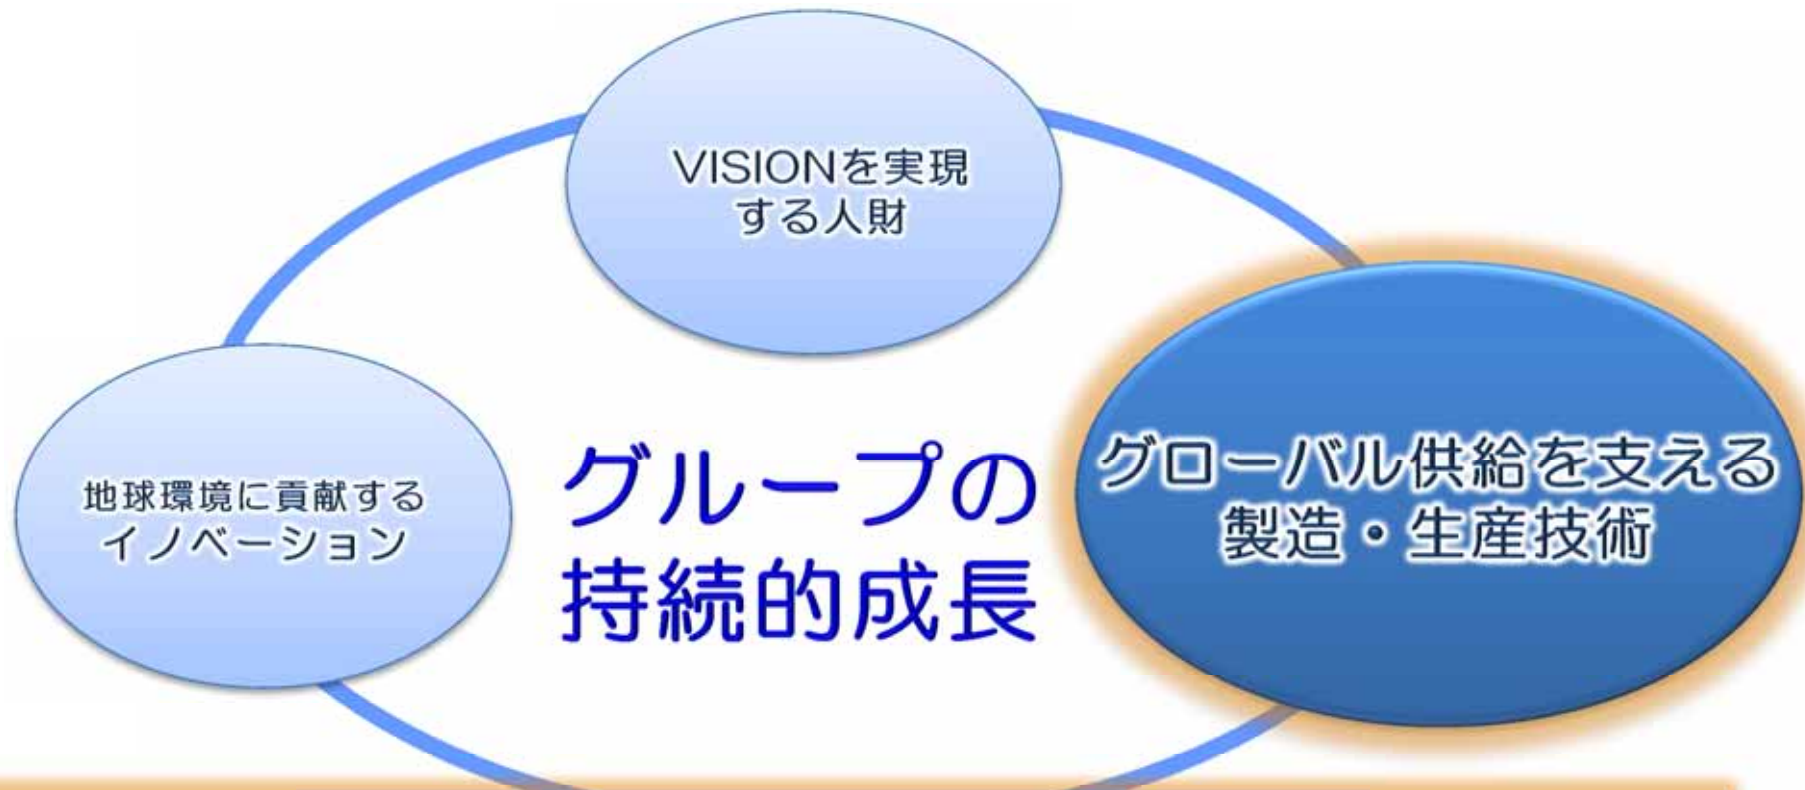 VISIONを実現
する人財
グローバル供給を支える
製造・生産技術
地球環境に貢献する
イノベーション
グループの
持続的成長